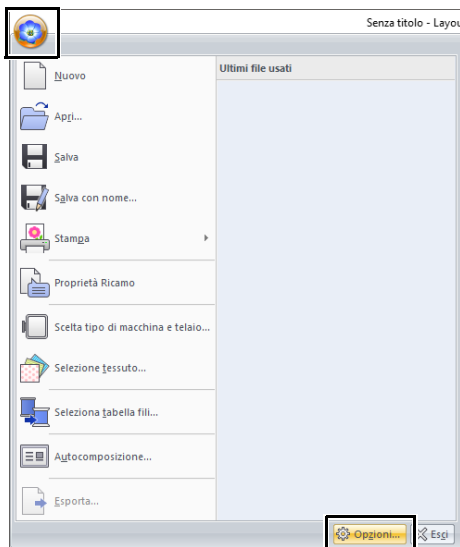 Senza titolo - Layou
Ultimi file usati
Nuovo
Apri...
Salva
Salva con nome...
Stampa
Proprietà Ricamo
Scelta tipo di macchina e telaio...
Selezione tessuto...
Seleziona tabella fili...
Autocomposizione...
Esporta...
Opzioni... Esci